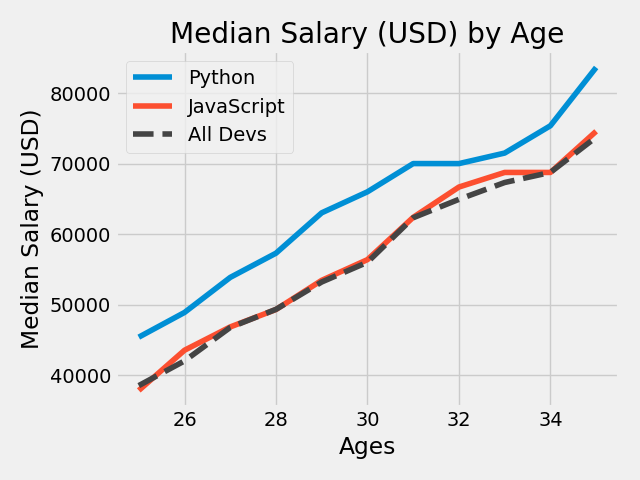 Median Salary (USD) by Age
Python
JavaScript
All Devs
Median Salary (USD)
80000
70000
60000
50000
40000
26 28 30 32 34
Ages